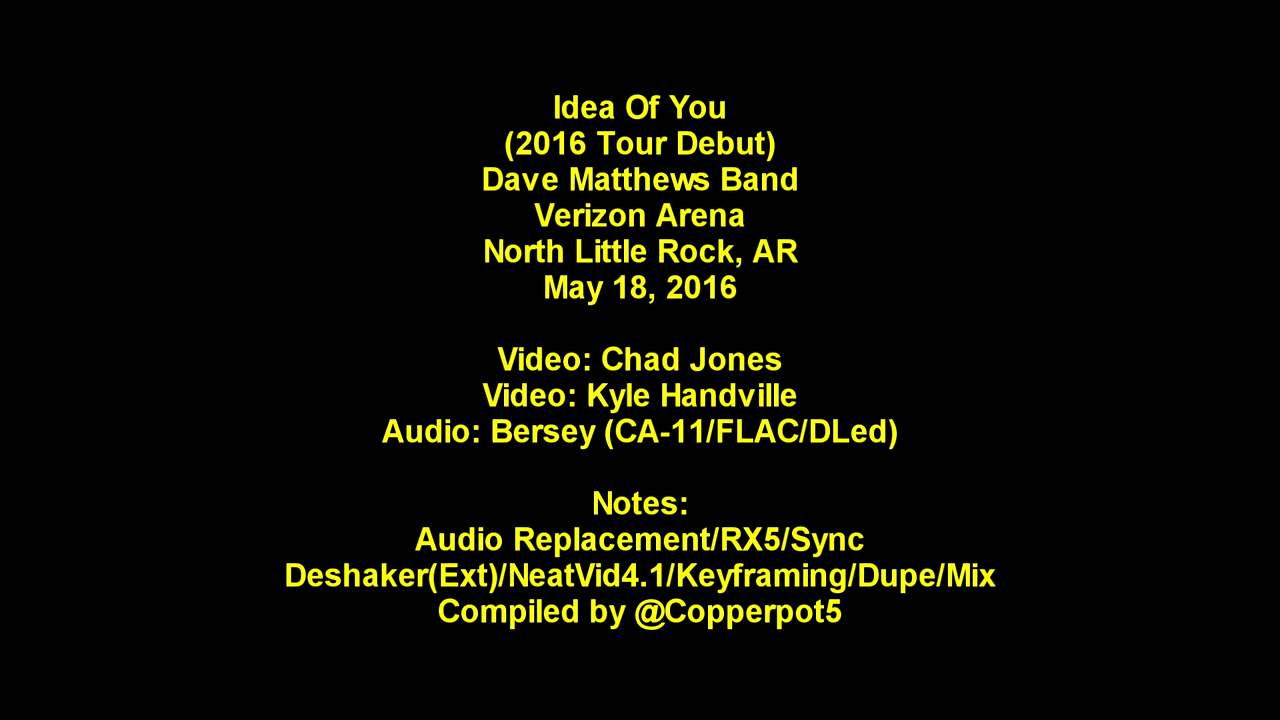 Idea Of You
(2016 Tour Debut)
Dave Matthews Band
Verizon Arena
North Little Rock, AR
May 18, 2016
Video: Chad Jones
Video: Kyle Handville
Audio: Bersey (CA-11/FLAC/DLed)
Notes:
Audio Replacement/RX5/Sync
Deshaker(Ext)/NeatVid4.1/Keyframing/Dupe/Mix
Compiled by @Copperpot5